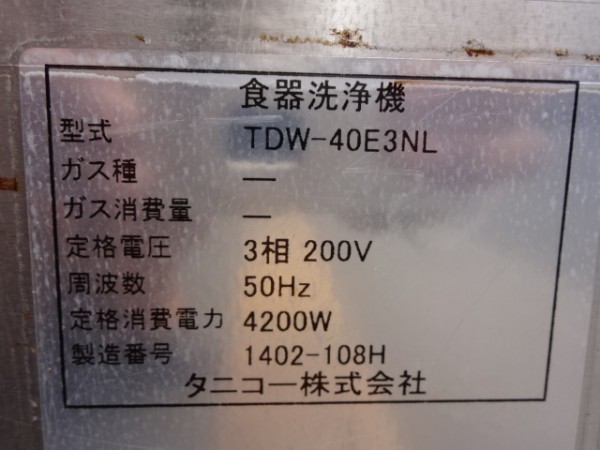 食器洗浄機
型式 TDW-40E3NL
ガス種 —
ガス消費量 —
定格電圧 3相 200V
周波数 50Hz
定格消費電力 4200W
製造番号 1402-108H
タニコー株式会社